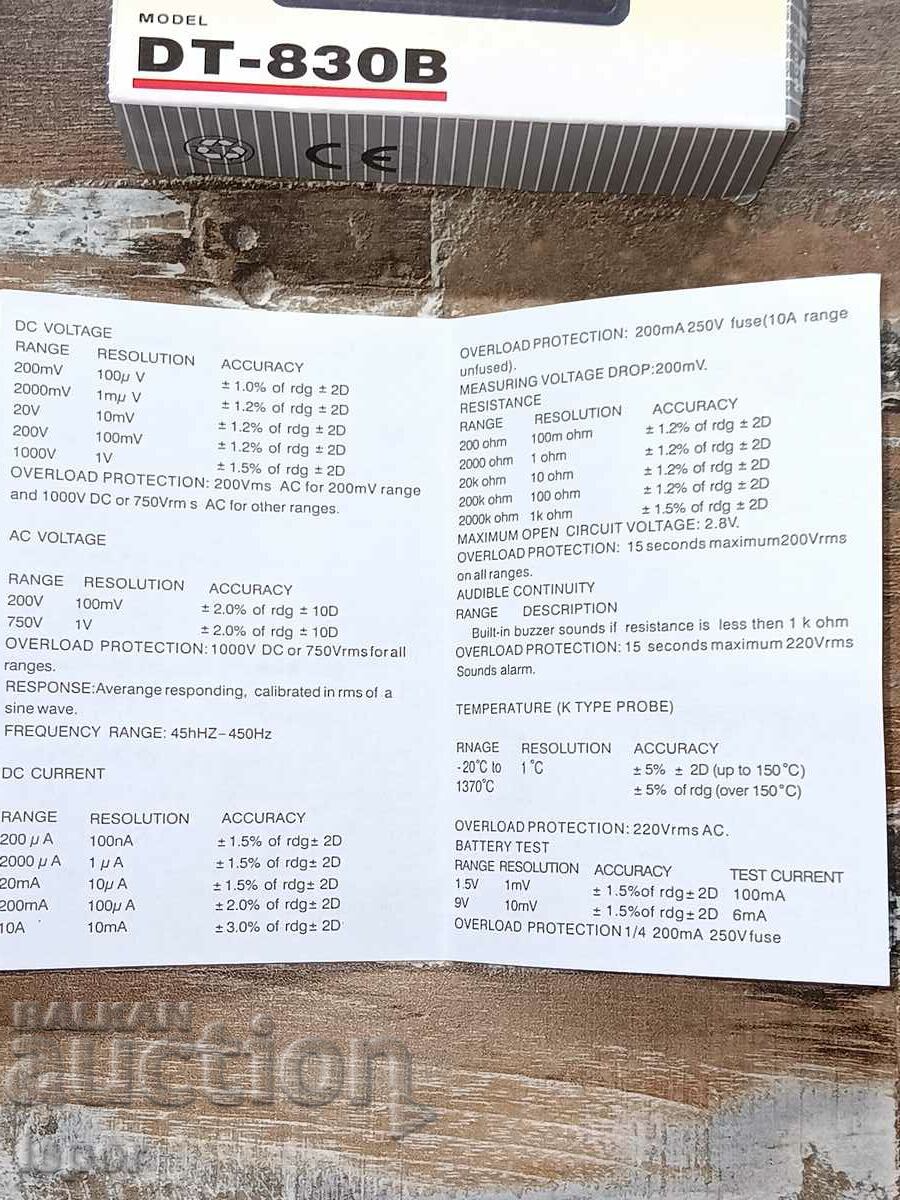 MODEL
DT-830B
CE
DC VOLTAGE
RANGE RESOLUTION ACCURACY
200mV 100μ V ± 1.0% of rdg ± 2D
2000mV 1mμ V ± 1.2% of rdg ± 2D
20V 10mV ± 1.2% of rdg ± 2D
200V 100mV ± 1.2% of rdg ± 2D
1000V 1V ± 1.5% of rdg ± 2D
OVERLOAD PROTECTION: 200Vms AC for 200mV range
and 1000V DC or 750Vrm s AC for other ranges.
AC VOLTAGE
RANGE RESOLUTION ACCURACY
200V 100mV ± 2.0% of rdg ± 10D
750V 1V ± 2.0% of rdg ± 10D
OVERLOAD PROTECTION: 1000V DC or 750Vrms for all
ranges.
RESPONSE: Averange responding, calibrated in rms of a
sine wave.
FREQUENCY RANGE: 45hHZ–450Hz
DC CURRENT
RANGE RESOLUTION ACCURACY
200 μ A 100nA ± 1.5% of rdg± 2D
2000 μ A 1 μ A ± 1.5% of rdg± 2D
20mA 10μ A ± 1.5% of rdg± 2D
200mA 100μ A ± 2.0% of rdg± 2D
10A 10mA ± 3.0% of rdg± 2D
OVERLOAD PROTECTION: 200mA 250V fuse(10A range
unfused).
MEASURING VOLTAGE DROP:200mV.
RESISTANCE
RANGE RESOLUTION ACCURACY
200 ohm 100m ohm ± 1.2% of rdg ± 2D
2000 ohm 1 ohm ± 1.2% of rdg ± 2D
20k ohm 10 ohm ± 1.2% of rdg ± 2D
200k ohm 100 ohm ± 1.2% of rdg ± 2D
2000k ohm 1k ohm ± 1.5% of rdg ± 2D
MAXIMUM OPEN CIRCUIT VOLTAGE: 2.8V.
OVERLOAD PROTECTION: 15 seconds maximum200Vrms
on all ranges.
AUDIBLE CONTINUITY
RANGE DESCRIPTION
Built-in buzzer sounds if resistance is less then 1 k ohm
OVERLOAD PROTECTION: 15 seconds maximum 220Vrms
Sounds alarm.
TEMPERATURE (K TYPE PROBE)
RNAGE RESOLUTION ACCURACY
-20°C to 1°C ± 5% ± 2D (up to 150°C)
1370°C ± 5% of rdg (over 150°C)
OVERLOAD PROTECTION: 220Vrms AC.
BATTERY TEST
RANGE RESOLUTION ACCURACY TEST CURRENT
1.5V 1mV ± 1.5%of rdg± 2D 100mA
9V 10mV ± 1.5%of rdg± 2D 6mA
OVERLOAD PROTECTION 1/4 200mA 250V fuse
BALKAN
auction